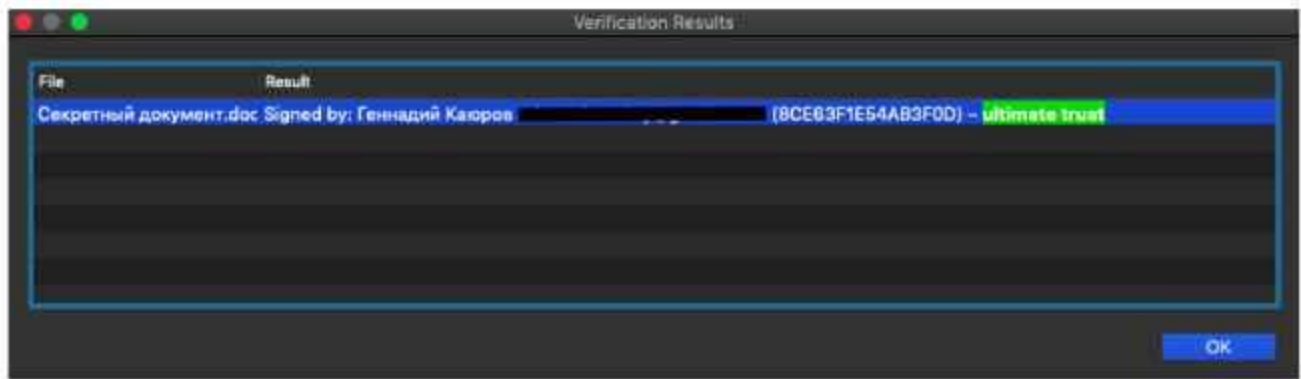 Verification Results
File Result
Секретный документ.doc Signed by: Геннадий Каюров (8CE63F1E54AB3F0D) – ultimate trust
OK